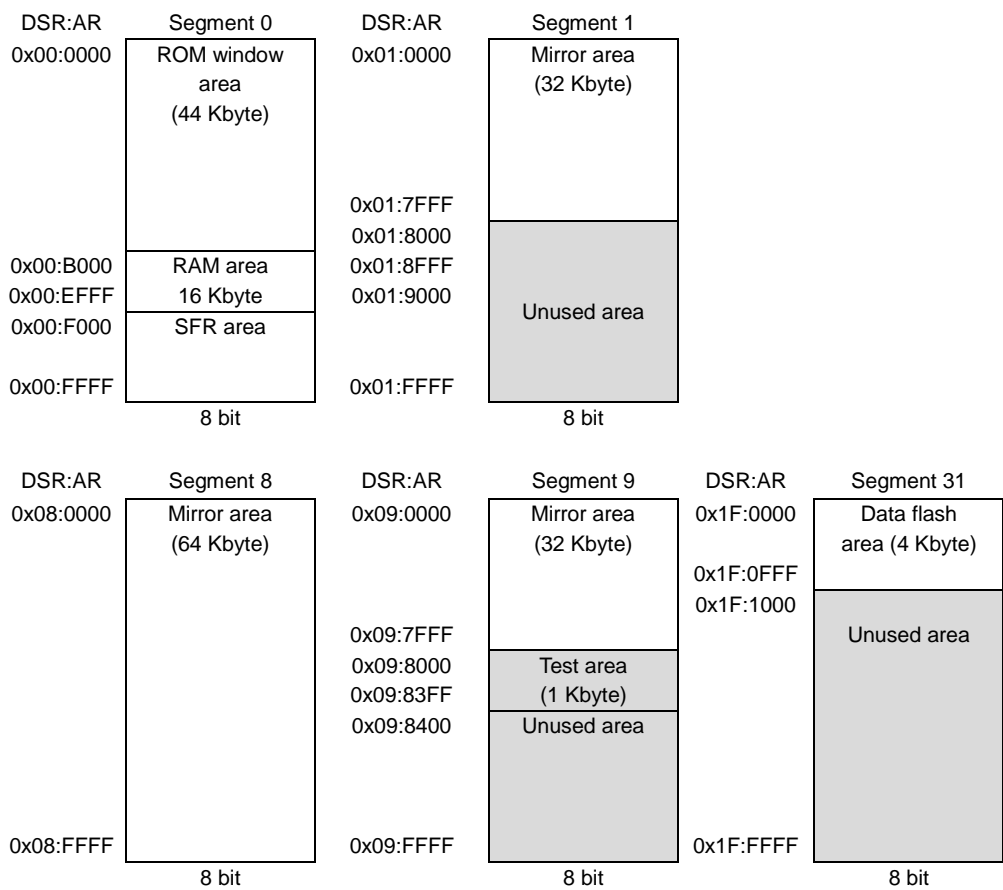 DSR:AR Segment 0 DSR:AR Segment 1
0x00:0000 ROM window 0x01:0000 Mirror area
area (32 Kbyte)
(44 Kbyte)
0x01:7FFF
0x01:8000
0x00:B000 RAM area 0x01:8FFF
0x00:EFFF 16 Kbyte 0x01:9000
Unused area
0x00:F000 SFR area
0x00:FFFF 0x01:FFFF
8 bit 8 bit
DSR:AR Segment 8 DSR:AR Segment 9 DSR:AR Segment 31
0x08:0000 Mirror area 0x09:0000 Mirror area 0x1F:0000 Data flash
(64 Kbyte) (32 Kbyte) area (4 Kbyte)
0x1F:0FFF
0x1F:1000
0x09:7FFF Unused area
0x09:8000 Test area
0x09:83FF (1 Kbyte)
0x09:8400 Unused area
0x08:FFFF 0x09:FFFF 0x1F:FFFF
8 bit 8 bit 8 bit